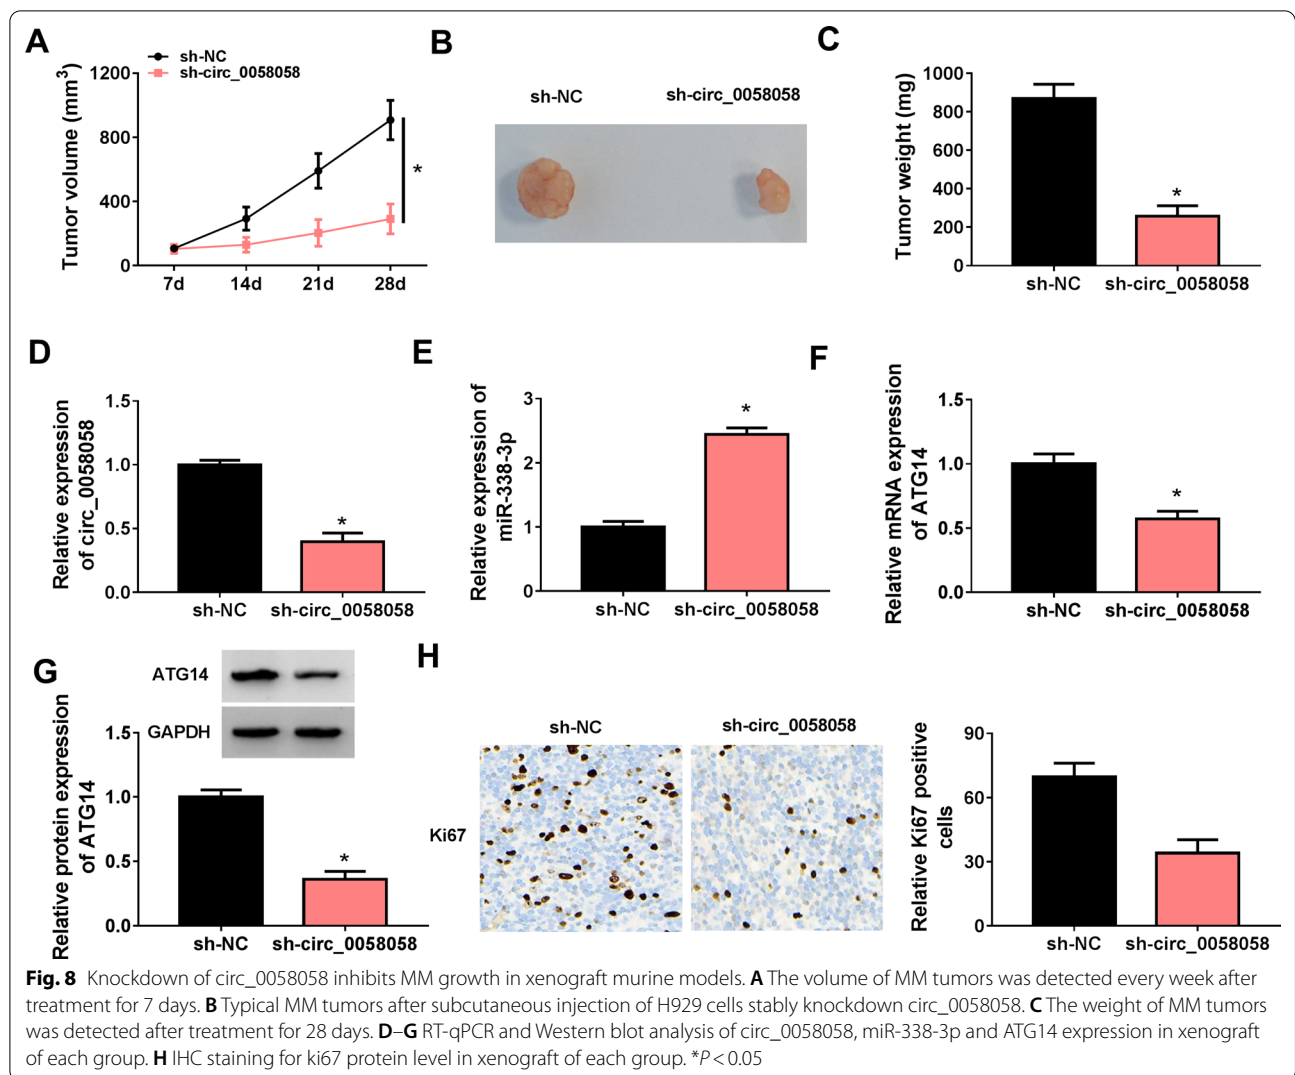 A
sh-NC
sh-circ_0058058
Tumor volume (mm³)
1200
800
400
0
7d 14d 21d 28d
*
B
sh-NC sh-circ_0058058
C
Tumor weight (mg)
1000
800
600
400
200
0
*
sh-NC sh-circ_0058058
D
Relative expression
of circ_0058058
1.5
1.0
0.5
0.0
*
sh-NC sh-circ_0058058
E
Relative expression of
miR-338-3p
3
2
1
0
*
sh-NC sh-circ_0058058
F
Relative mRNA expression
of ATG14
1.5
1.0
0.5
0.0
*
sh-NC sh-circ_0058058
G
ATG14
GAPDH
Relative protein expression
of ATG14
1.5
1.0
0.5
0.0
*
sh-NC sh-circ_0058058
H
sh-NC sh-circ_0058058
Ki67
Relative Ki67 positive
cells
90
60
30
0
sh-NC sh-circ_0058058
Fig. 8 Knockdown of circ_0058058 inhibits MM growth in xenograft murine models. A The volume of MM tumors was detected every week after
treatment for 7 days. B Typical MM tumors after subcutaneous injection of H929 cells stably knockdown circ_0058058. C The weight of MM tumors
was detected after treatment for 28 days. D–G RT-qPCR and Western blot analysis of circ_0058058, miR-338-3p and ATG14 expression in xenograft
of each group. H IHC staining for ki67 protein level in xenograft of each group. *P < 0.05